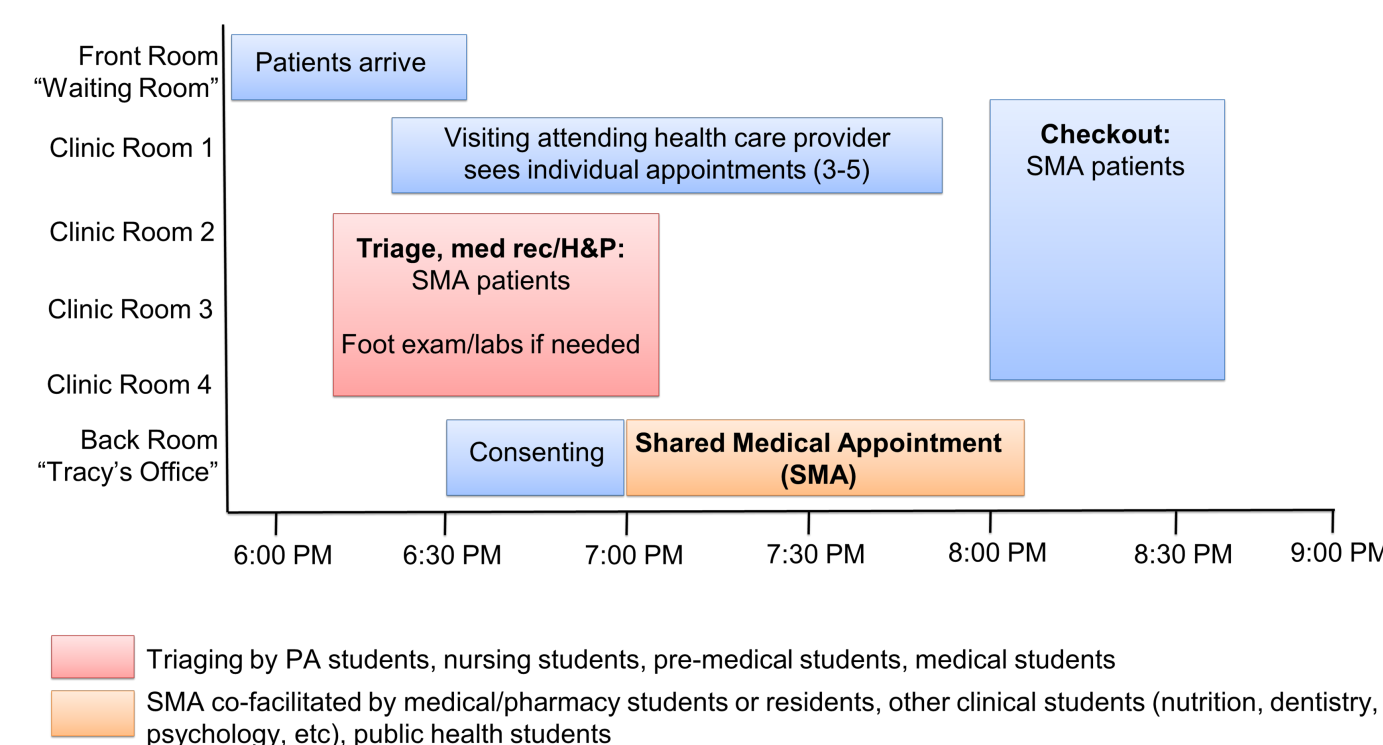 Front Room
“Waiting Room”
Patients arrive
Clinic Room 1
Visiting attending health care provider
sees individual appointments (3-5)
Checkout:
SMA patients
Clinic Room 2
Triage, med rec/H&P:
SMA patients
Clinic Room 3
Foot exam/labs if needed
Clinic Room 4
Back Room
“Tracy’s Office”
Consenting
Shared Medical Appointment
(SMA)
6:00 PM
6:30 PM
7:00 PM
7:30 PM
8:00 PM
8:30 PM
9:00 PM
Triaging by PA students, nursing students, pre-medical students, medical students
SMA co-facilitated by medical/pharmacy students or residents, other clinical students (nutrition, dentistry,
psychology, etc), public health students